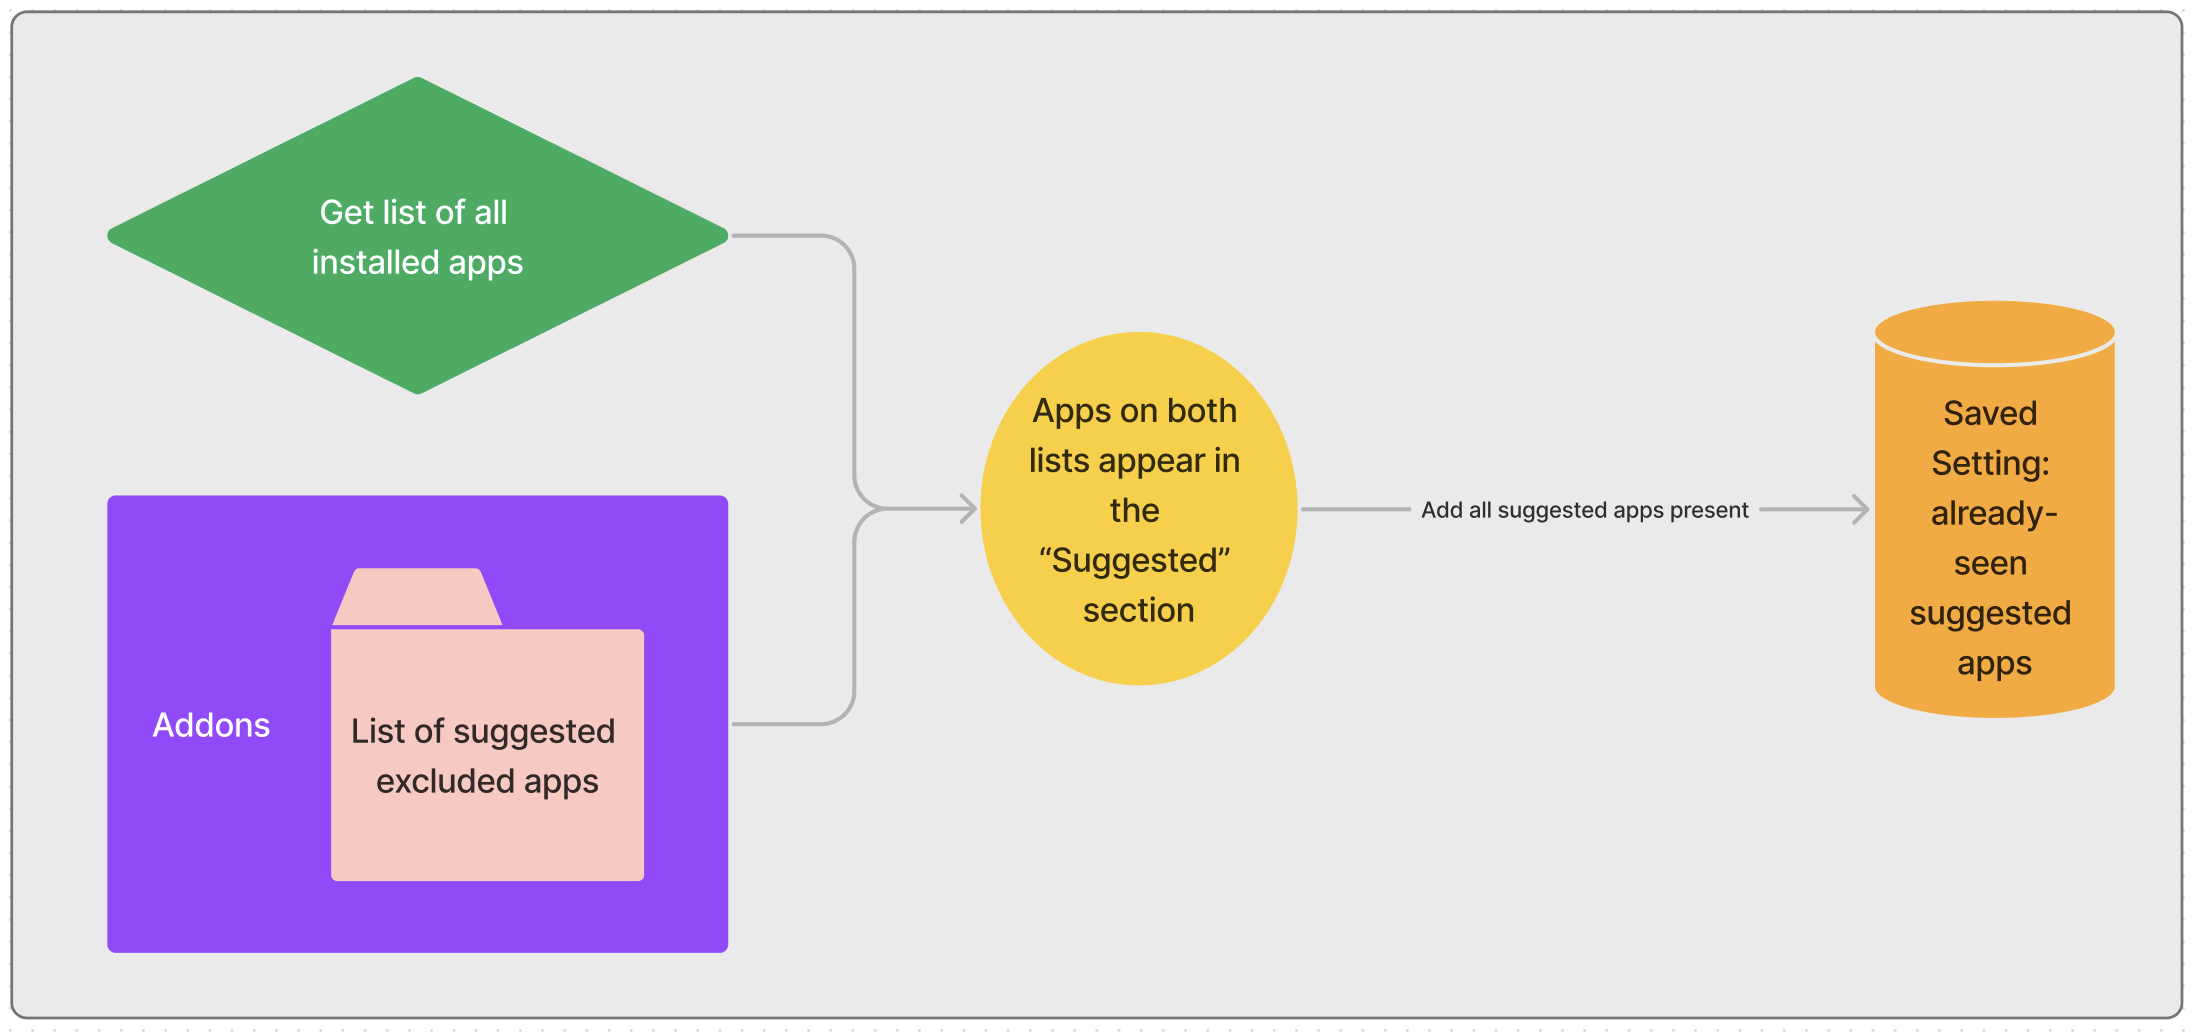 Get list of all
installed apps
Addons
List of suggested
excluded apps
Apps on both
lists appear in
the
“Suggested”
section
Add all suggested apps present
Saved
Setting:
already-
seen
suggested
apps